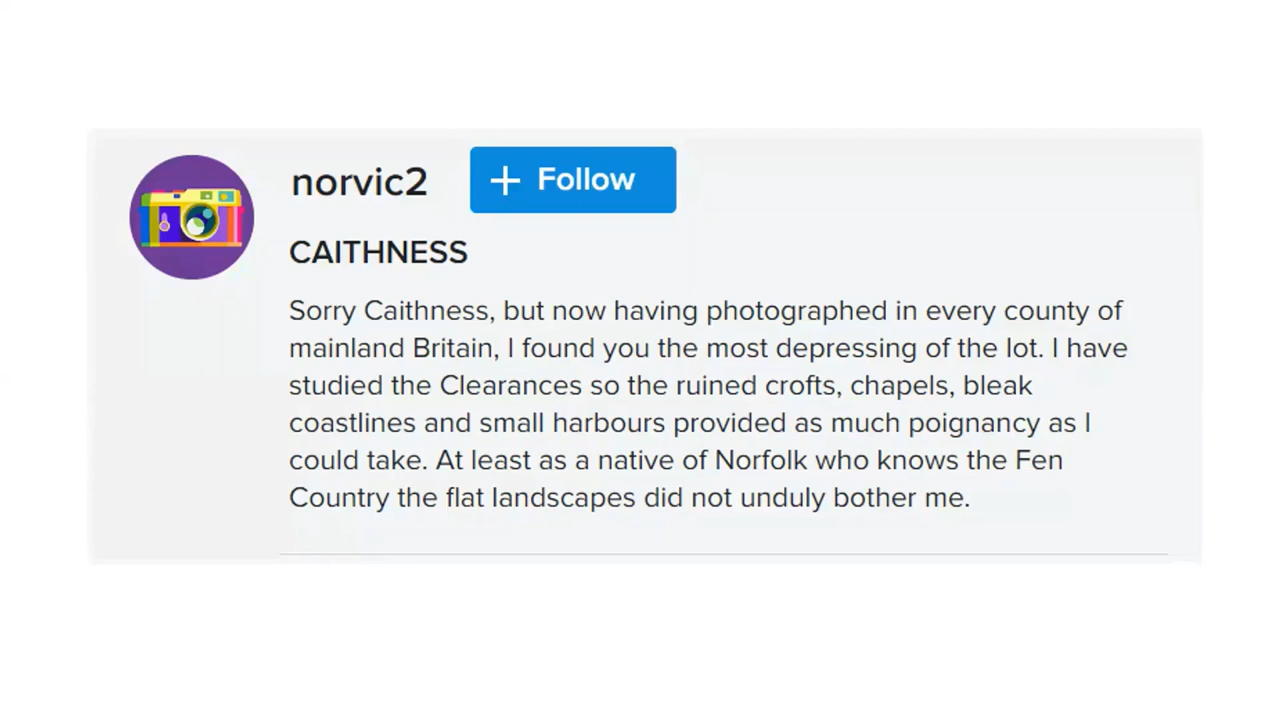 norvic2
+ Follow
CAITHNESS
Sorry Caithness, but now having photographed in every county of
mainland Britain, I found you the most depressing of the lot. I have
studied the Clearances so the ruined crofts, chapels, bleak
coastlines and small harbours provided as much poignancy as I
could take. At least as a native of Norfolk who knows the Fen
Country the flat landscapes did not unduly bother me.